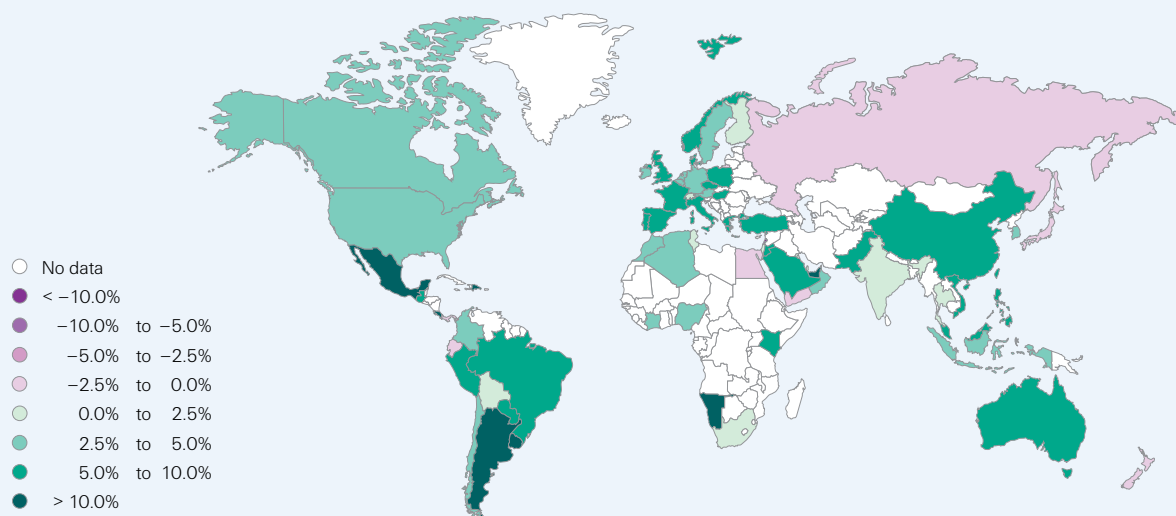 No data
< −10.0%
−10.0% to −5.0%
−5.0% to −2.5%
−2.5% to 0.0%
0.0% to 2.5%
2.5% to 5.0%
5.0% to 10.0%
> 10.0%